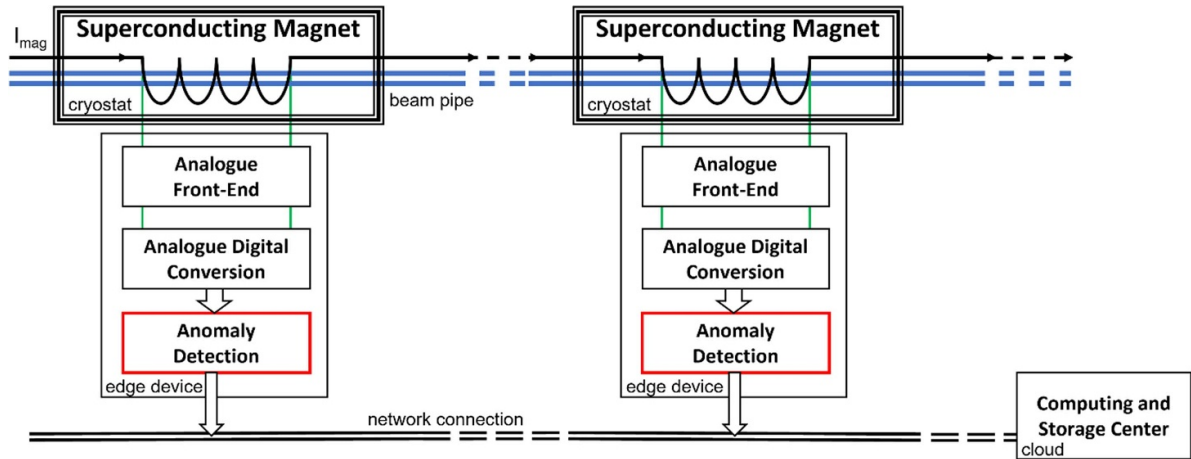 Superconducting Magnet
I_mag
cryostat
beam pipe
Analogue
Front-End
Analogue Digital
Conversion
Anomaly
Detection
edge device
Superconducting Magnet
cryostat
Analogue
Front-End
Analogue Digital
Conversion
Anomaly
Detection
edge device
network connection
Computing and
Storage Center
cloud